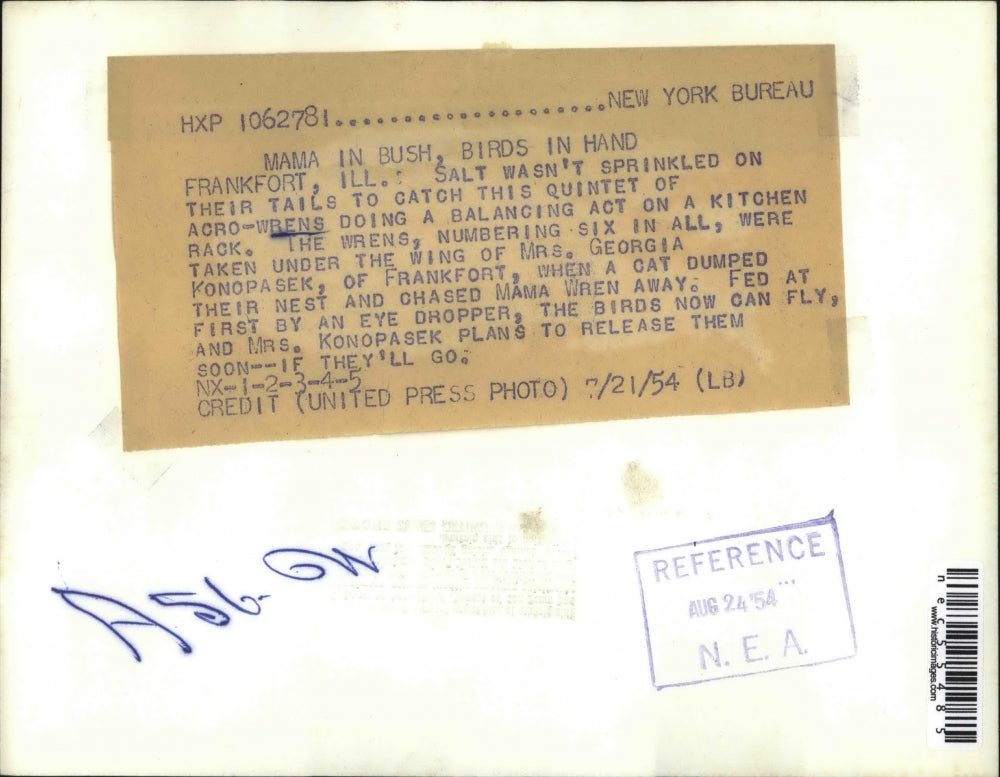 HXP 1062781.....................NEW YORK BUREAU
MAMA IN BUSH, BIRDS IN HAND
FRANKFORT, ILL.: SALT WASN'T SPRINKLED ON
THEIR TAILS TO CATCH THIS QUINTET OF
ACRO-WRENS DOING A BALANCING ACT ON A KITCHEN
RACK. THE WRENS, NUMBERING SIX IN ALL, WERE
TAKEN UNDER THE WING OF MRS. GEORGIA
KONOPASEK, OF FRANKFORT, WHEN A CAT DUMPED
THEIR NEST AND CHASED MAMA WREN AWAY. FED AT
FIRST BY AN EYE DROPPER, THE BIRDS NOW CAN FLY,
AND MRS. KONOPASEK PLANS TO RELEASE THEM
SOON--IF THEY'LL GO.
NX-1-2-3-4-5
CREDIT (UNITED PRESS PHOTO) 7/21/54 (LB)
REFERENCE
AUG 24 '54
N. E. A.
www.historicimages.com
nec55485